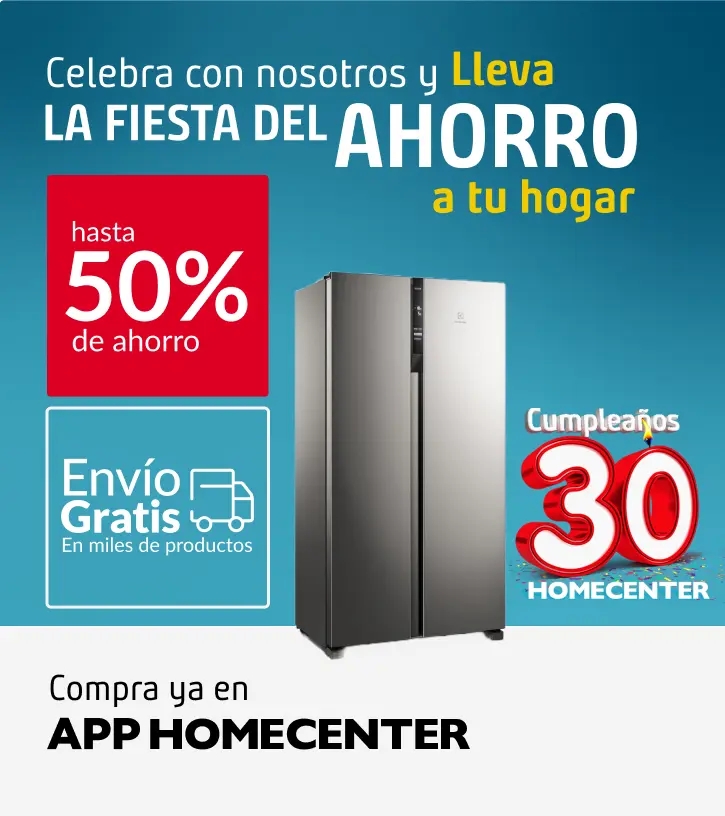 Celebra con nosotros y Lleva
LA FIESTA DEL AHORRO
a tu hogar
hasta
50%
de ahorro
Envío
Gratis
En miles de productos
Cumpleaños
30
HOMECENTER
Compra ya en
APP HOMECENTER